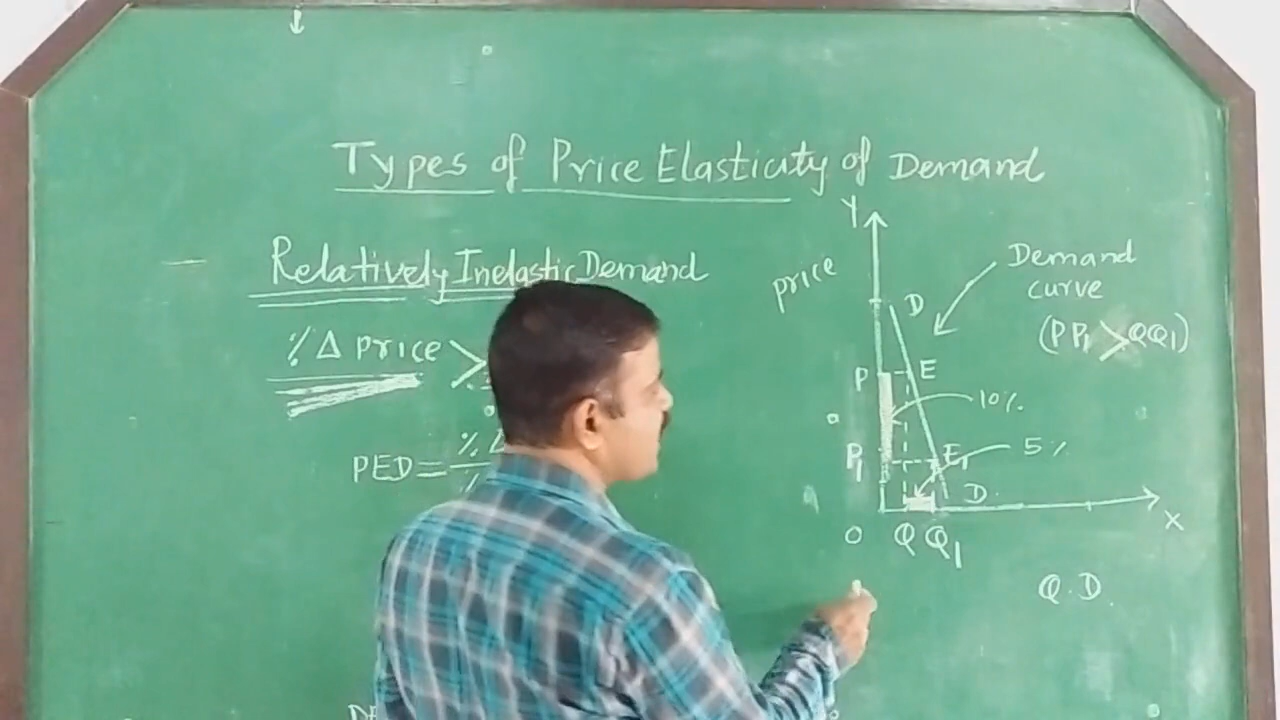 Types of Price Elasticity of Demand
Relatively Inelastic Demand
% Δ Price >
PED = % Δ
Y
price
D
Demand
curve
(PP1 > QQ1)
P
E
10%
P1
E1
5%
D
O
Q Q1
X
Q.D.